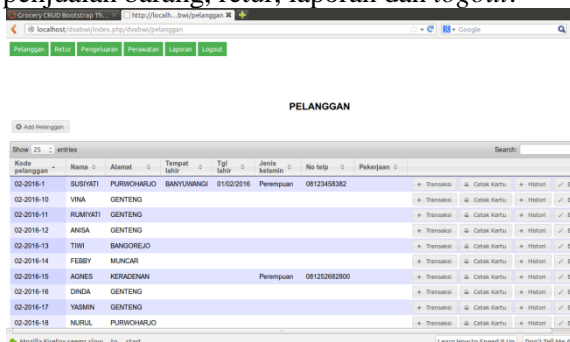 penjualan barang, retur, laporan dan logout.
Grocery CRUD Bootstrap Th... × http://localh...bwi/pelanggan ×
localhost/dvabwi/index.php/dvabwi/pelanggan Google
Pelanggan Retur Pengeluaran Perawatan Laporan Logout
PELANGGAN
Add Pelanggan
Show 25 entries Search:
Kode pelanggan Nama Alamat Tempat lahir Tgl lahir Jenis kelamin No telp Pekerjaan
02-2016-1 SUSIYATI PURWOHARJO BANYUWANGI 01/02/2016 Perempuan 08123458382 + Transaksi Cetak Kartu + Histori
02-2016-10 VINA GENTENG + Transaksi Cetak Kartu + Histori
02-2016-11 RUMIYATI GENTENG + Transaksi Cetak Kartu + Histori
02-2016-12 ANISA GENTENG + Transaksi Cetak Kartu + Histori
02-2016-13 TIWI BANGOREJO + Transaksi Cetak Kartu + Histori
02-2016-14 FEBBY MUNCAR + Transaksi Cetak Kartu + Histori
02-2016-15 AGNES KERADENAN Perempuan 081252682800 + Transaksi Cetak Kartu + Histori
02-2016-16 DINDA GENTENG + Transaksi Cetak Kartu + Histori
02-2016-17 YASMIN GENTENG + Transaksi Cetak Kartu + Histori
02-2016-18 NURUL PURWOHARJO + Transaksi Cetak Kartu + Histori
Mozilla Firefox seems slow... to... start. Learn How to Speed It Up Don't Tell Me A